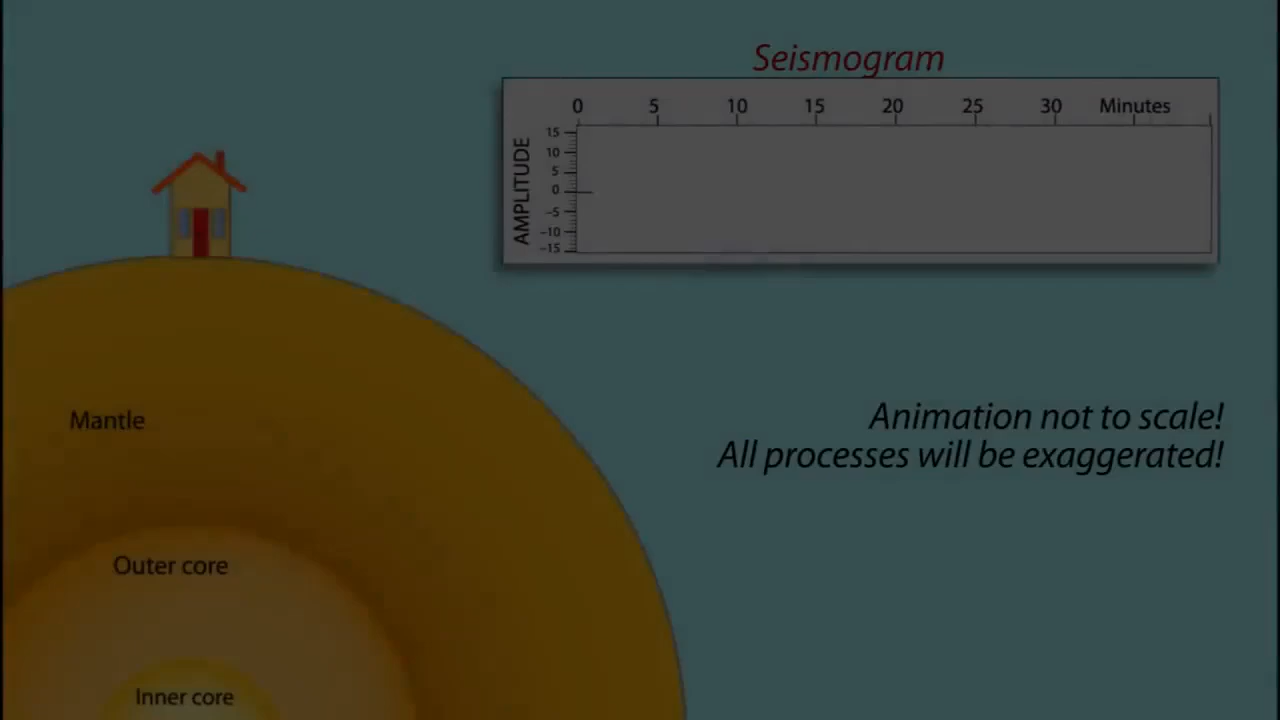 Seismogram
0 5 10 15 20 25 30 Minutes
AMPLITUDE
15
10
5
0
–5
–10
–15
Mantle
Animation not to scale!
All processes will be exaggerated!
Outer core
Inner core